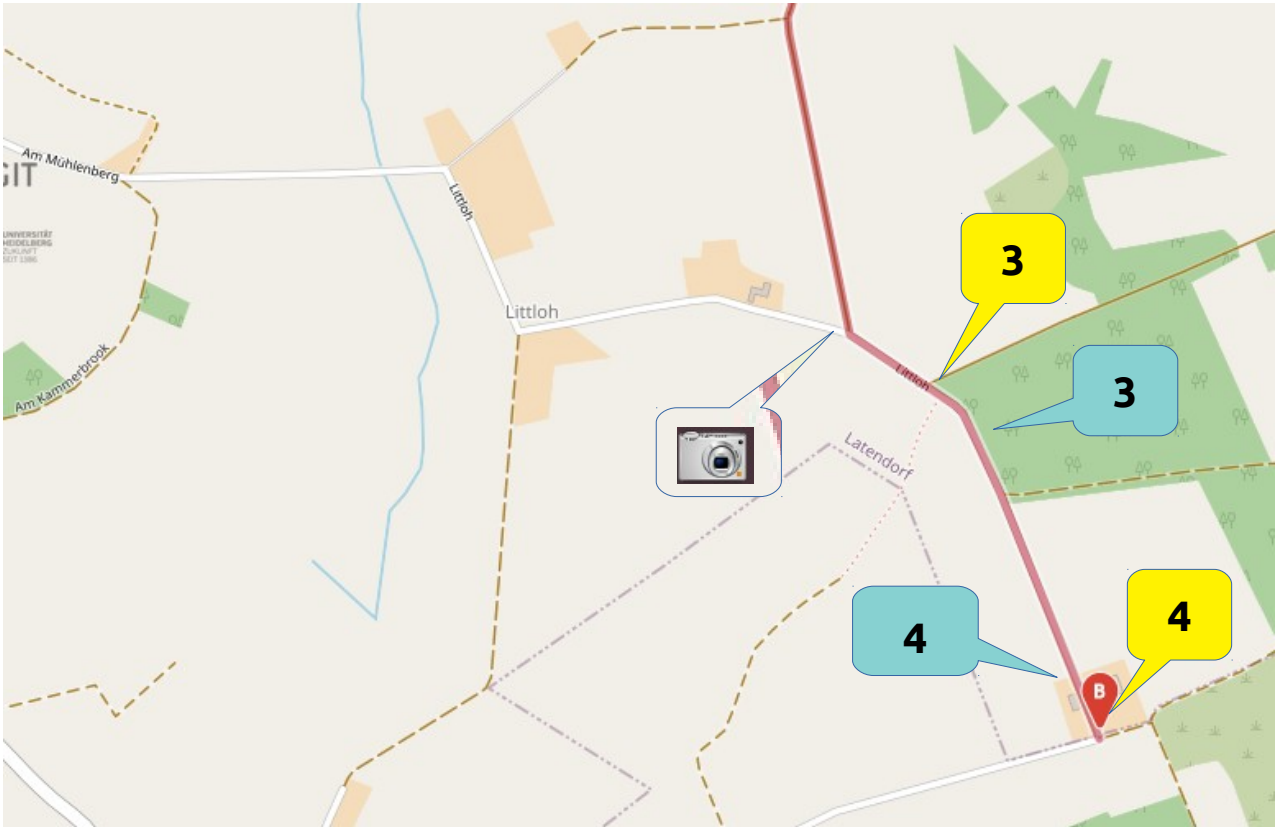 Am Mühlenberg
GIT
UNIVERSITÄT
HEIDELBERG
ZUKUNFT
SEIT 1386
Littloh
3
Littloh
Littloh
3
Am Kammerbrook
Latendorf
4
4
B